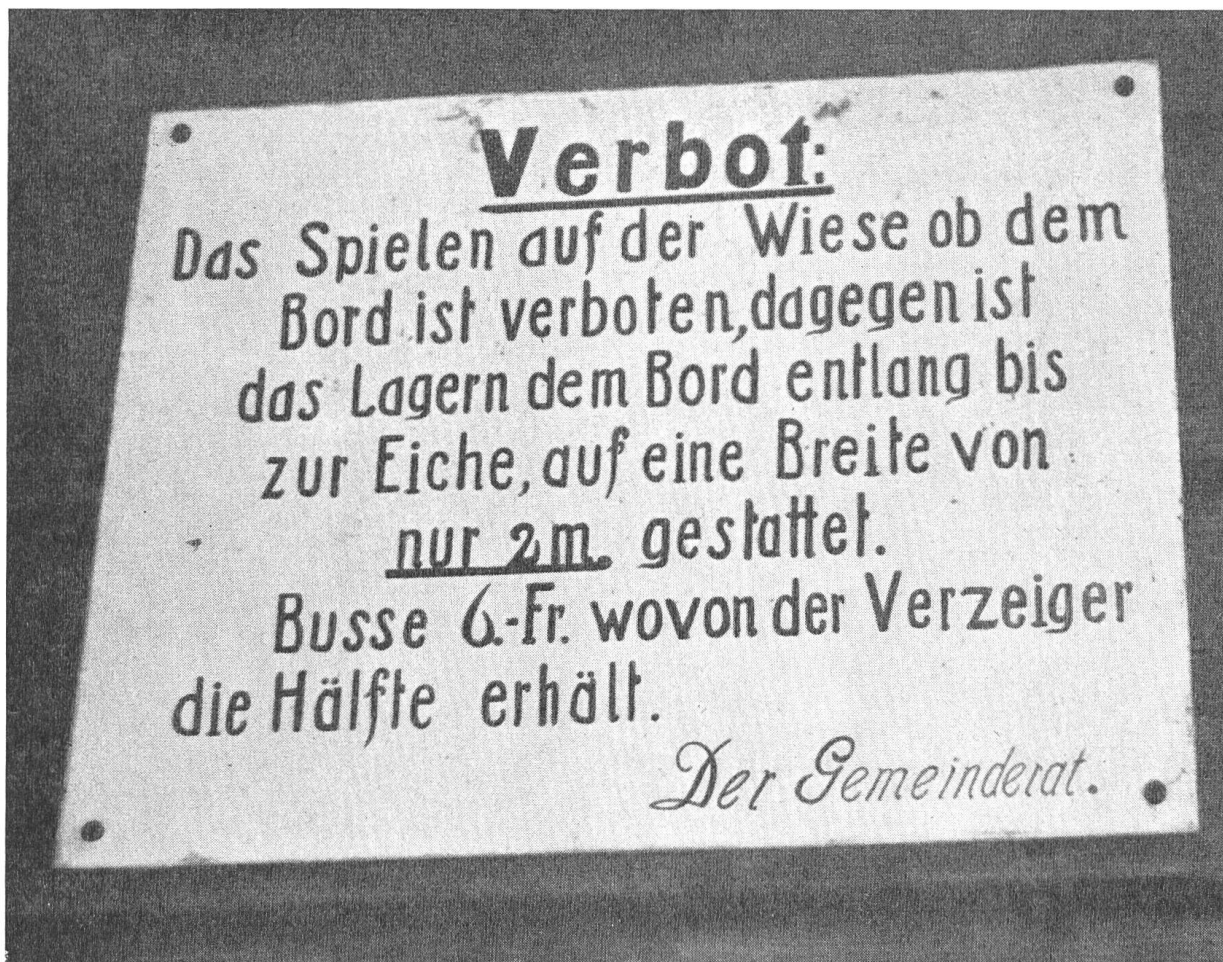 Verbot:
Das Spielen auf der Wiese ob dem
Bord ist verboten, dagegen ist
das Lagern dem Bord entlang bis
zur Eiche, auf eine Breite von
nur 2 m. gestattet.
Busse 6.-Fr. wovon der Verzeiger
die Hälfte erhält.
Der Gemeinderat.